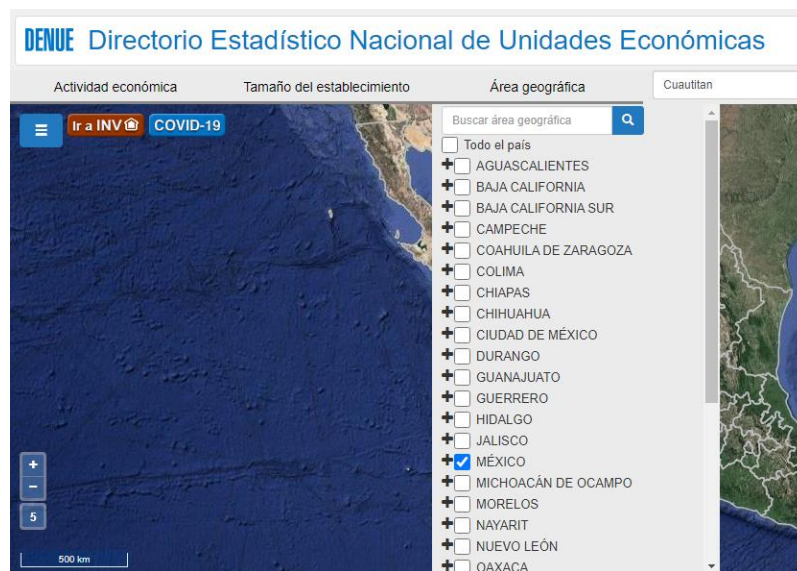 DENUE Directorio Estadístico Nacional de Unidades Económicas
Actividad económica Tamaño del establecimiento Área geográfica Cuautitan
Ir a INV COVID-19
Buscar área geográfica
Todo el país
AGUASCALIENTES
BAJA CALIFORNIA
BAJA CALIFORNIA SUR
CAMPECHE
COAHUILA DE ZARAGOZA
COLIMA
CHIAPAS
CHIHUAHUA
CIUDAD DE MÉXICO
DURANGO
GUANAJUATO
GUERRERO
HIDALGO
JALISCO
MÉXICO
MICHOACÁN DE OCAMPO
MORELOS
NAYARIT
NUEVO LEÓN
OAXACA
+
−
5
500 km